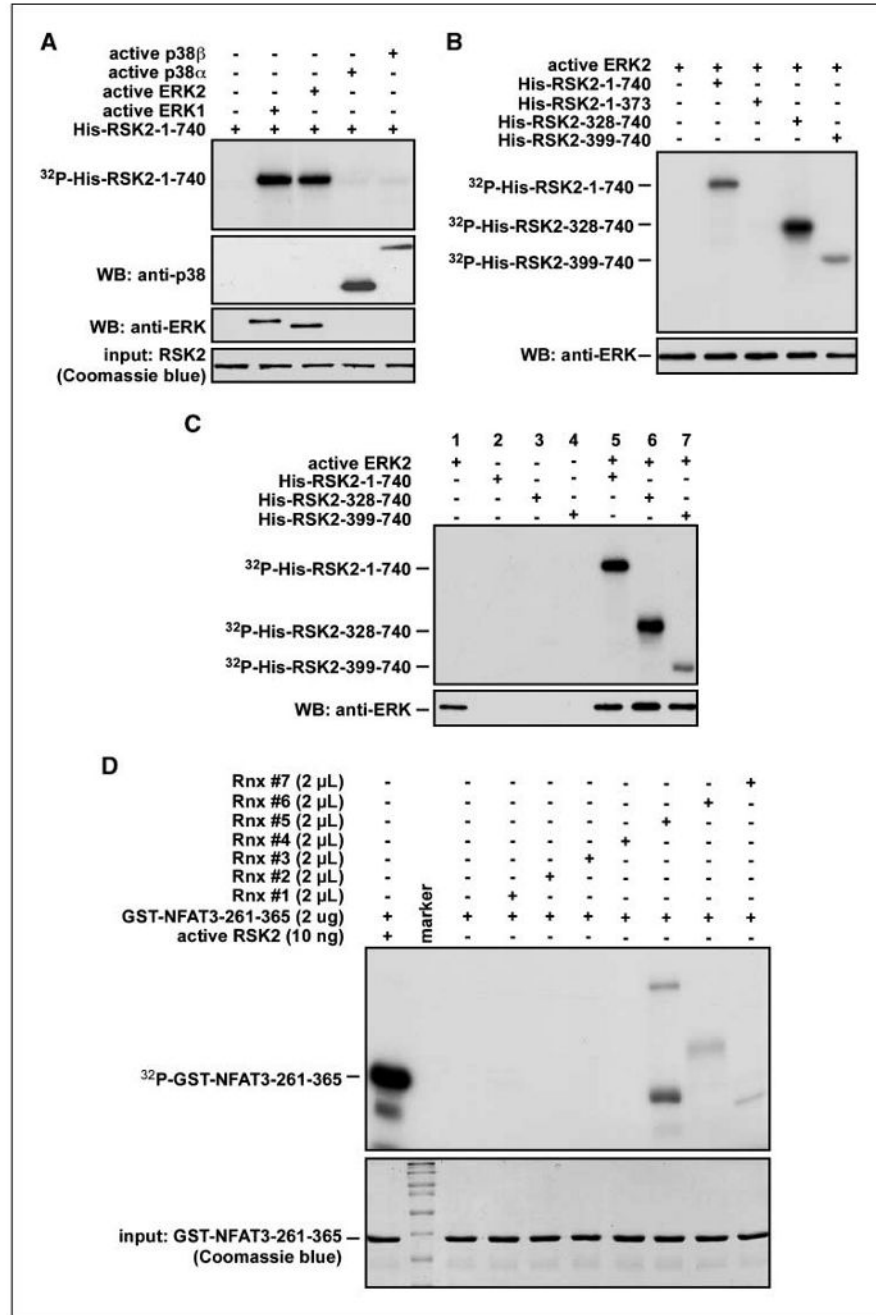 A
active p38β - - - - +
active p38α - - - + -
active ERK2 - - + - -
active ERK1 - + - - -
His-RSK2-1-740 + + + + +
32P-His-RSK2-1-740
WB: anti-p38
WB: anti-ERK
input: RSK2
(Coomassie blue)
B
active ERK2 + + + + +
His-RSK2-1-740 - + - - -
His-RSK2-1-373 - - + - -
His-RSK2-328-740 - - - + -
His-RSK2-399-740 - - - - +
32P-His-RSK2-1-740
32P-His-RSK2-328-740
32P-His-RSK2-399-740
WB: anti-ERK
C
1 2 3 4 5 6 7
active ERK2 + - - - + + +
His-RSK2-1-740 - + - - + - -
His-RSK2-328-740 - - + - - + -
His-RSK2-399-740 - - - + - - +
32P-His-RSK2-1-740
32P-His-RSK2-328-740
32P-His-RSK2-399-740
WB: anti-ERK
D
Rnx #7 (2 µL) - - - - - - - +
Rnx #6 (2 µL) - - - - - - + -
Rnx #5 (2 µL) - - - - - + - -
Rnx #4 (2 µL) - - - - + - - -
Rnx #3 (2 µL) - - - + - - - -
Rnx #2 (2 µL) - - + - - - - -
Rnx #1 (2 µL) - - + - - - - -
GST-NFAT3-261-365 (2 ug) + + + + + + + + +
active RSK2 (10 ng) + - - - - - - - -
marker
32P-GST-NFAT3-261-365
input: GST-NFAT3-261-365
(Coomassie blue)